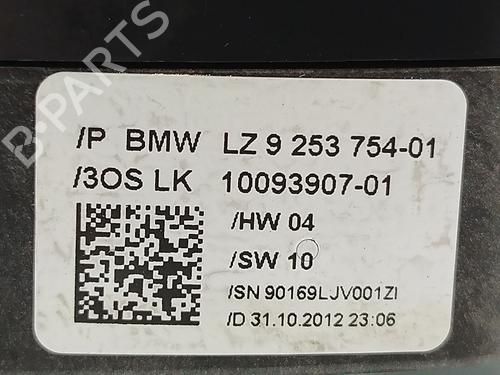 B-PARTS
/P BMW LZ 9 253 754-01
/3OS LK 10093907-01
/HW 04
/SW 10
/SN 90169LJV001ZI
/D 31.10.2012 23:06